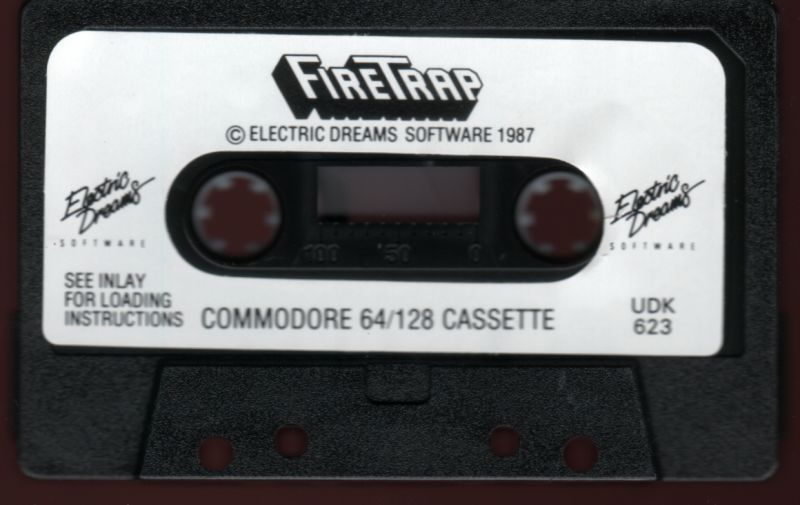 FIRETRAP
© ELECTRIC DREAMS SOFTWARE 1987
Electric
Dreams
SOFTWARE
Electric
Dreams
SOFTWARE
100 50 0
SEE INLAY
FOR LOADING
INSTRUCTIONS
COMMODORE 64/128 CASSETTE
UDK
623